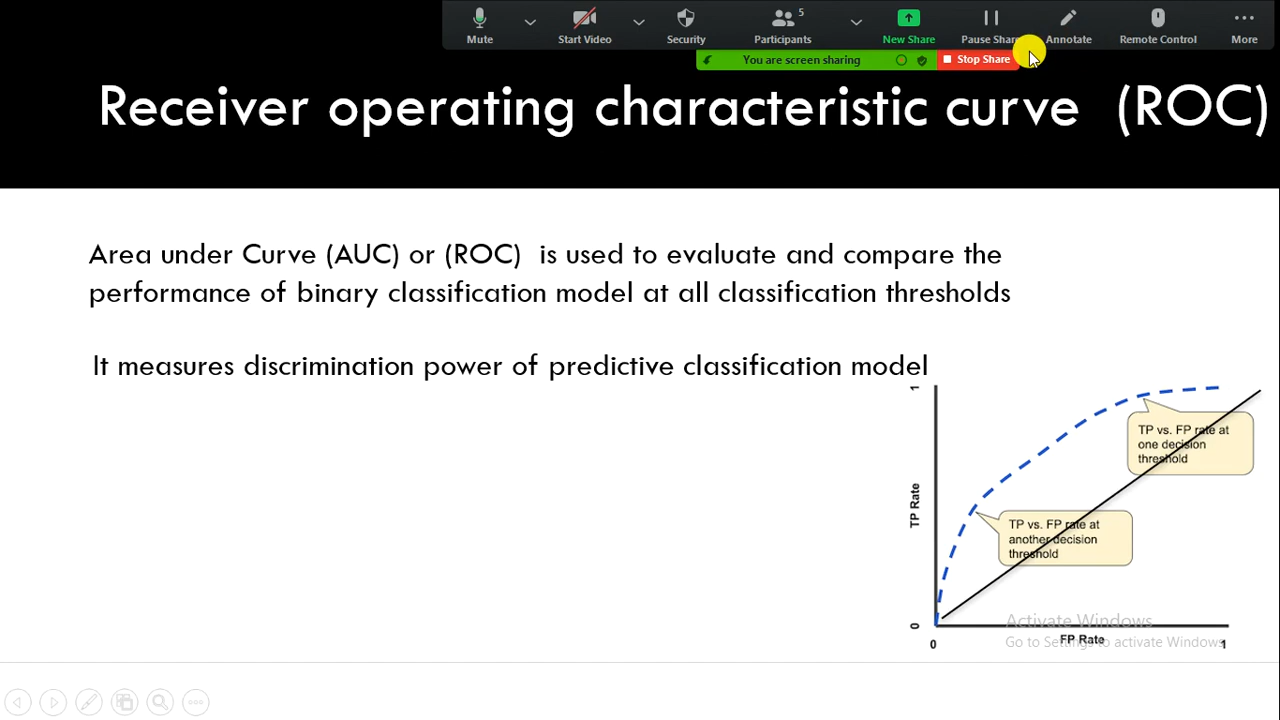 Mute
Start Video
Security
Participants
5
New Share
Pause Share
Annotate
Remote Control
More
You are screen sharing
Stop Share
Receiver operating characteristic curve (ROC)
Area under Curve (AUC) or (ROC) is used to evaluate and compare the
performance of binary classification model at all classification thresholds
It measures discrimination power of predictive classification model
1
TP vs. FP rate at
one decision
threshold
TP Rate
TP vs. FP rate at
another decision
threshold
0
0
FP Rate
1
Activate Windows
Go to Settings to activate Windows.